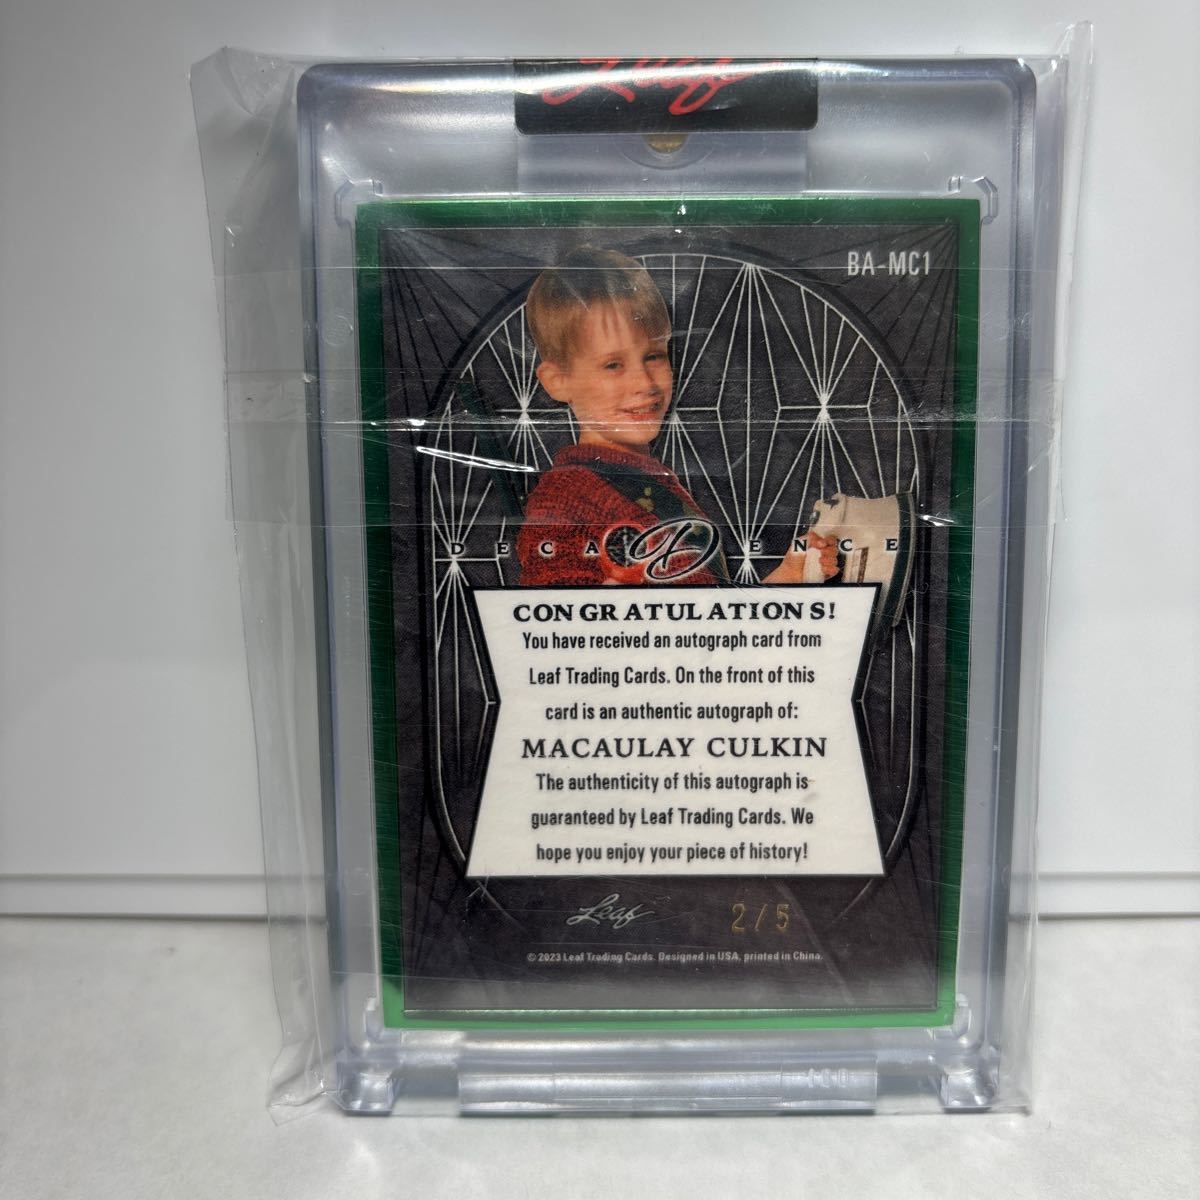 Leaf
BA-MC1
DECADENCE
CONGRATULATIONS!
You have received an autograph card from
Leaf Trading Cards. On the front of this
card is an authentic autograph of:
MACAULAY CULKIN
The authenticity of this autograph is
guaranteed by Leaf Trading Cards. We
hope you enjoy your piece of history!
Leaf 2/5
© 2023 Leaf Trading Cards. Designed in USA, printed in China.